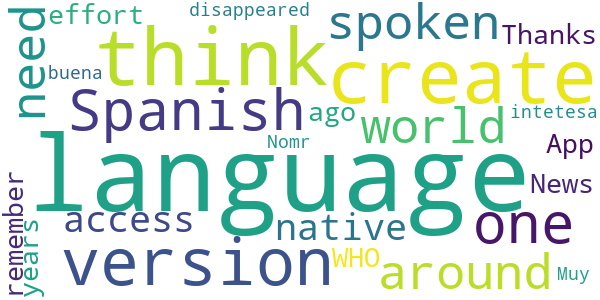 effort
disappeared
spoken
Thanks
need
think
create
buena
Spanish
ago
world
intetesa
Nomr
App
language
News
remember
years
access
native
one
version
WHO
around
Muy